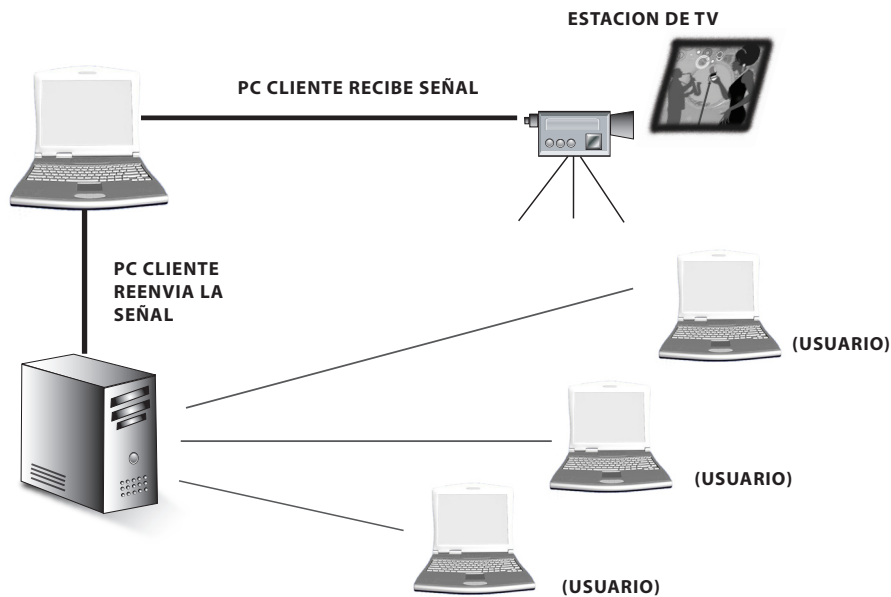 ESTACION DE TV
PC CLIENTE RECIBE SEÑAL
PC CLIENTE
REENVIA LA
SEÑAL
(USUARIO)
(USUARIO)
(USUARIO)